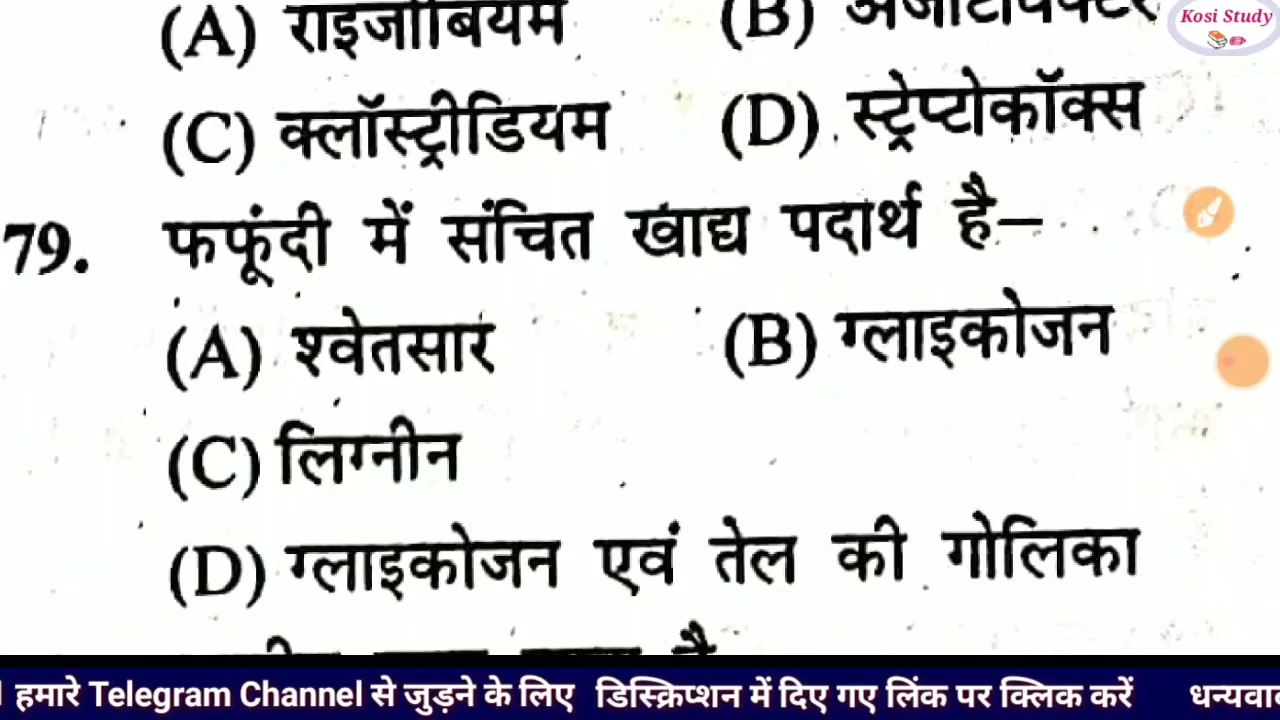 (A) राइजोबियम
Kosi Study
(C) क्लॉस्ट्रीडियम (D) स्ट्रेप्टोकॉक्स
79. फफूंदी में संचित खाद्य पदार्थ है—
(A) श्वेतसार (B) ग्लाइकोजन
(C) लिग्नीन
(D) ग्लाइकोजन एवं तेल की गोलिका
हमारे Telegram Channel से जुड़ने के लिए डिस्क्रिप्शन में दिए गए लिंक पर क्लिक करें